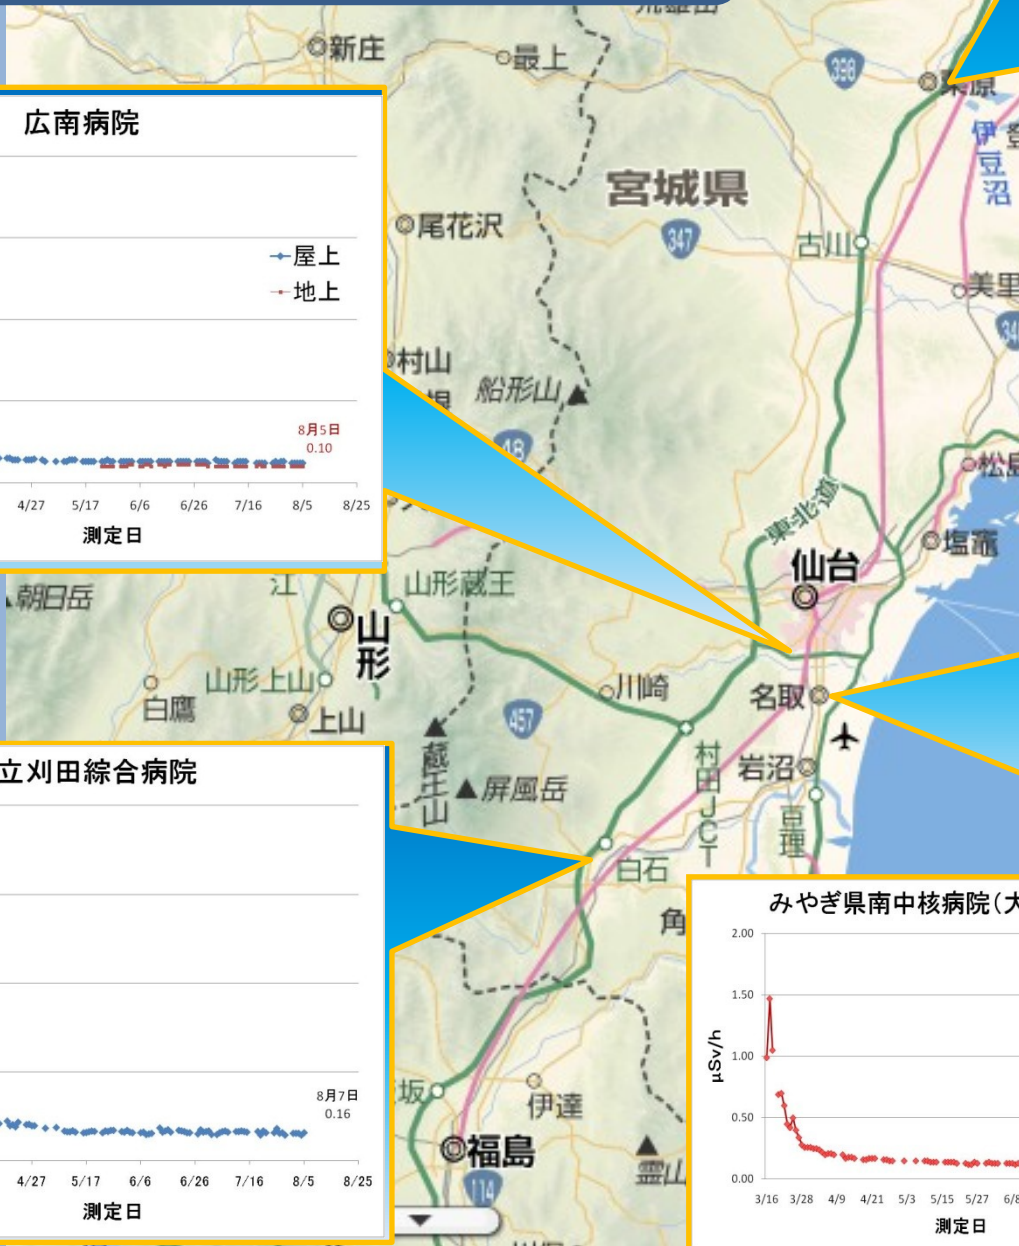 新庄
最上
398
栗原
伊豆沼
広南病院
宮城県
尾花沢
347
古川
美里
屋上
地上
村山
船形山
48
松島
8月5日
0.10
4/27 5/17 6/6 6/26 7/16 8/5 8/25
測定日
東北道
塩竈
仙台
朝日岳
江
山形蔵王
山形
山形上山
白鷹
上山
川崎
名取
457
蔵王山
屏風岳
村田JCT
岩沼
亘理
立刈田綜合病院
白石
角
8月7日
0.16
4/27 5/17 6/6 6/26 7/16 8/5 8/25
測定日
みやぎ県南中核病院(大
μSv/h
2.00
1.50
1.00
0.50
0.00
3/16 3/28 4/9 4/21 5/3 5/15 5/27 6/8
測定日
坂
伊達
福島
霊山
114